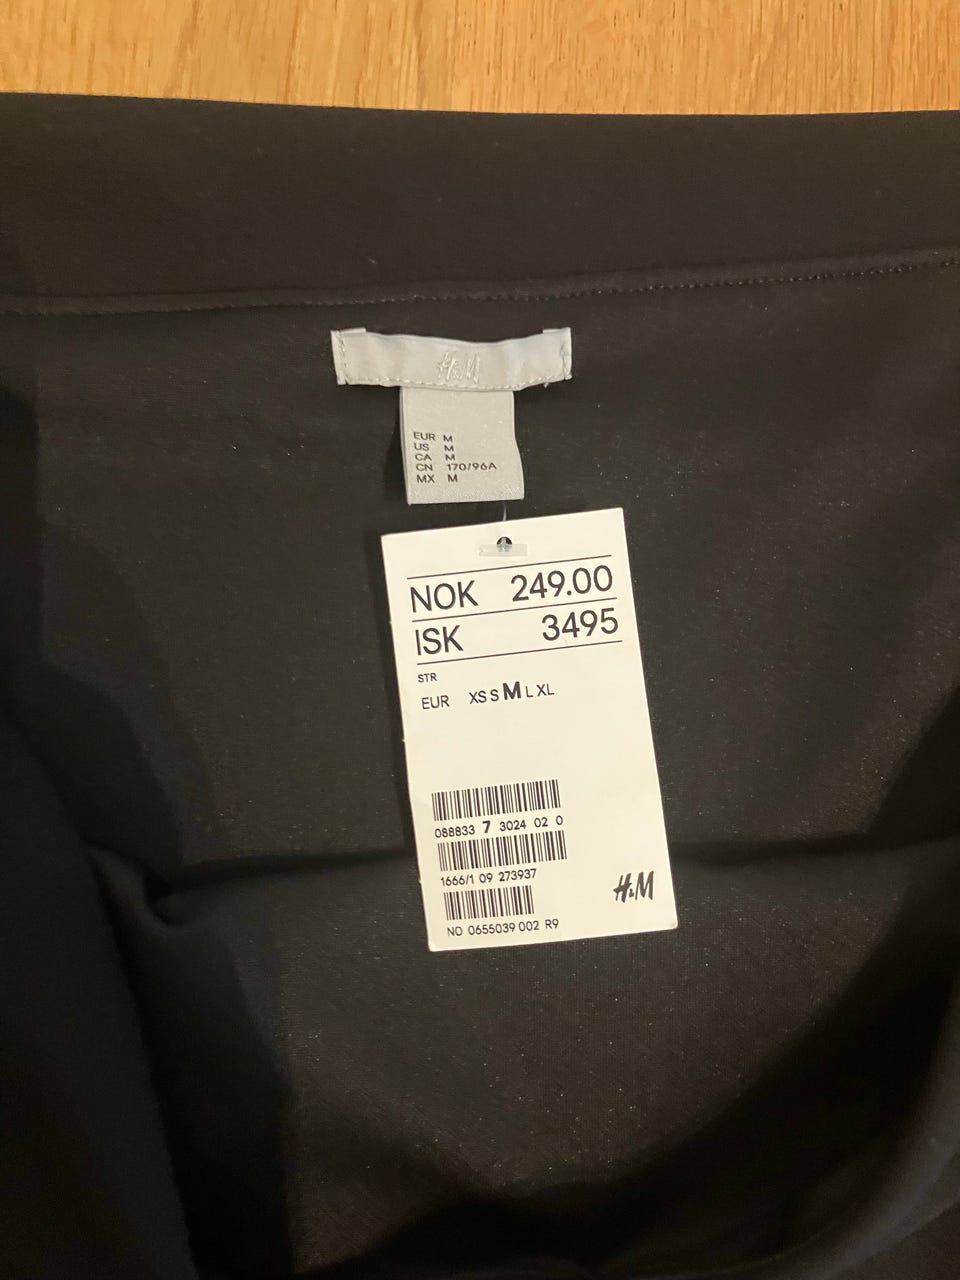 H&M
EUR M
US M
CA M
CN 170/96A
MX M
NOK 249.00
ISK 3495
STR
EUR XS S M L XL
088833 7 3024 02 0
1666/1 09 273937
H&M
NO 0655039 002 R9